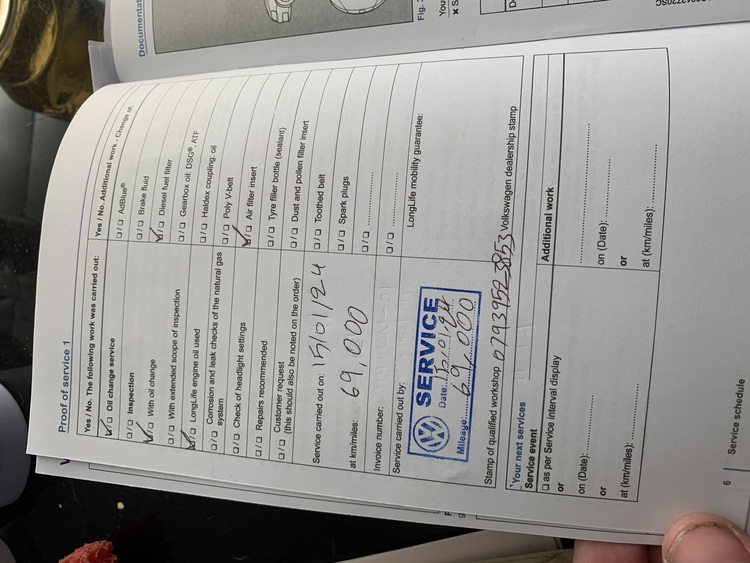 Proof of service 1
Yes / No. The following work was carried out:
☑/☐ Oil change service
☐/☐ Inspection
☑/☐ With oil change
☐/☐ With extended scope of inspection
☑/☐ LongLife engine oil used
☐/☐ Corrosion and leak checks of the natural gas
system
☐/☐ Check of headlight settings
☐/☐ Repairs recommended
☐/☐ Customer request
(this should also be noted on the order)
Service carried out on: 15/01/24
at km/miles: 69,000
Invoice number:
Service carried out by:
SERVICE
Date: 15/01/24
Mileage: 69,000
Stamp of qualified workshop 07939523853
Yes / No. Additional work - Change of:
☐/☐ AdBlue®
☐/☐ Brake fluid
☑/☐ Diesel fuel filter
☐/☐ Gearbox oil: DSG®, ATF
☐/☐ Haldex coupling: oil
☐/☐ Poly V-belt
☑/☐ Air filter insert
☐/☐ Tyre filler bottle (sealant)
☐/☐ Dust and pollen filter insert
☐/☐ Toothed belt
☐/☐ Spark plugs
☐/☐ ..............
☐/☐
LongLife mobility guarantee:
Volkswagen dealership stamp
Your next services
Service event
☐ as per Service interval display
or
on (Date): ..............
or
at (km/miles): ..............
Additional work
..............
on (Date): ..............
or
at (km/miles): ..............
6 Service schedule
Fig.